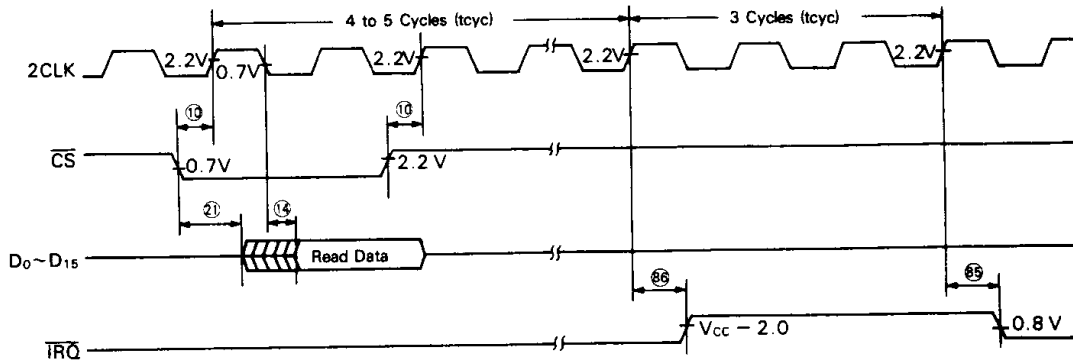 4 to 5 Cycles (tcyc) 3 Cycles (tcyc)
2CLK 2.2V 0.7V 2.2V 2.2V 2.2V
⑩ ⑩
CS 0.7V 2.2V
㉑ ⑭
D0~D15 Read Data
86 85
IRQ VCC − 2.0 0.8V